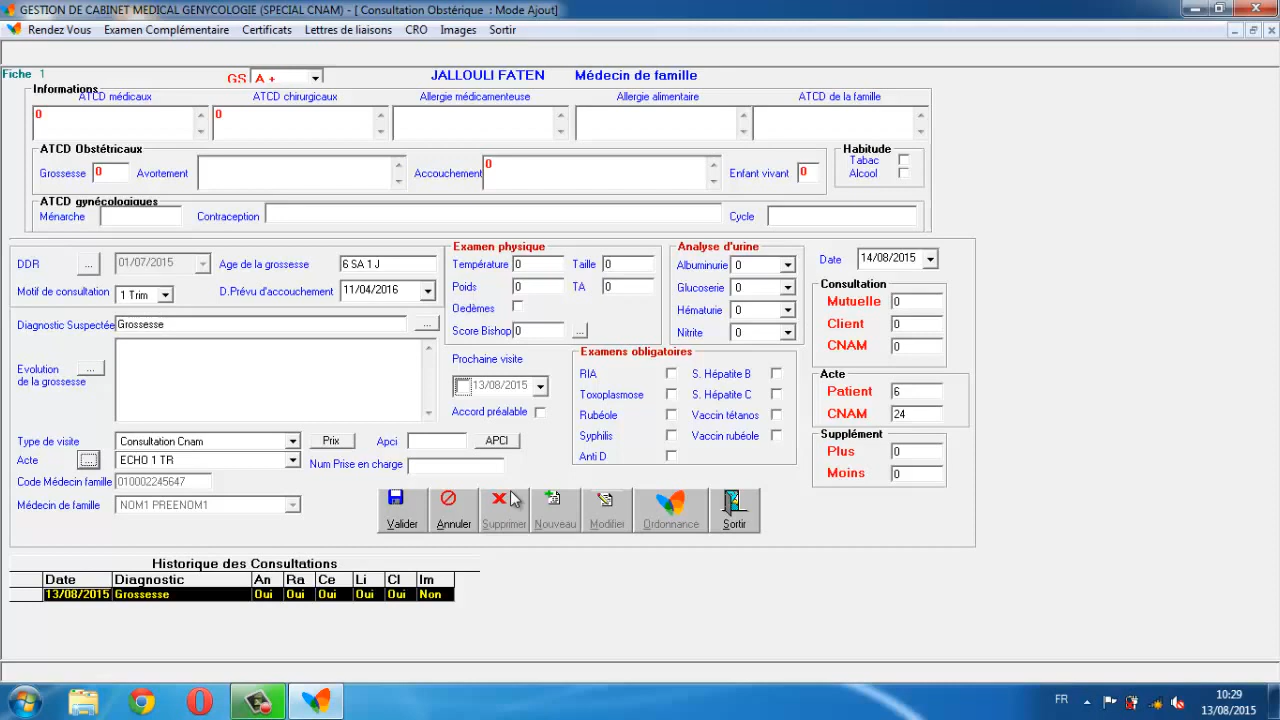 GESTION DE CABINET MEDICAL GENYCOLOGIE (SPECIAL CNAM) - [ Consultation Obstérique : Mode Ajout]
Rendez Vous Examen Complémentaire Certificats Lettres de liaisons CRO Images Sortir
Fiche 1 GS A + JALLOULI FATEN Médecin de famille
Informations
ATCD médicaux ATCD chirurgicaux Allergie médicamenteuse Allergie alimentaire ATCD de la famille
0 0
ATCD Obstétricaux Habitude
Grossesse 0 Avortement Accouchement 0 Enfant vivant 0 Tabac
Alcool
ATCD gynécologiques
Ménarche Contraception Cycle
DDR ... 01/07/2015 Age de la grossesse 6 SA 1 J
Motif de consultation 1 Trim D.Prévu d'accouchement 11/04/2016
Diagnostic Suspectée Grossesse ...
Evolution
de la grossesse ...
Type de visite Consultation Cnam Prix Apci APCI
Acte ... ECHO 1 TR Num Prise en charge
Code Médecin famille 010002245647
Médecin de famille NOM1 PREENOM1
Examen physique
Température 0 Taille 0
Poids 0 TA 0
Oedèmes
Score Bishop 0 ...
Prochaine visite
13/08/2015
Accord préalable
Analyse d'urine
Albuminurie 0
Glucoserie 0
Hématurie 0
Nitrite 0
Examens obligatoires
RIA S. Hépatite B
Toxoplasmose S. Hépatite C
Rubéole Vaccin tétanos
Syphilis Vaccin rubéole
Anti D
Date 14/08/2015
Consultation
Mutuelle 0
Client 0
CNAM 0
Acte
Patient 6
CNAM 24
Supplément
Plus 0
Moins 0
Valider Annuler Supprimer Nouveau Modifier Ordonnance Sortir
Historique des Consultations
Date Diagnostic An Ra Ce Li Cl Im
13/08/2015 Grossesse Oui Oui Oui Oui Oui Non
FR 10:29
13/08/2015